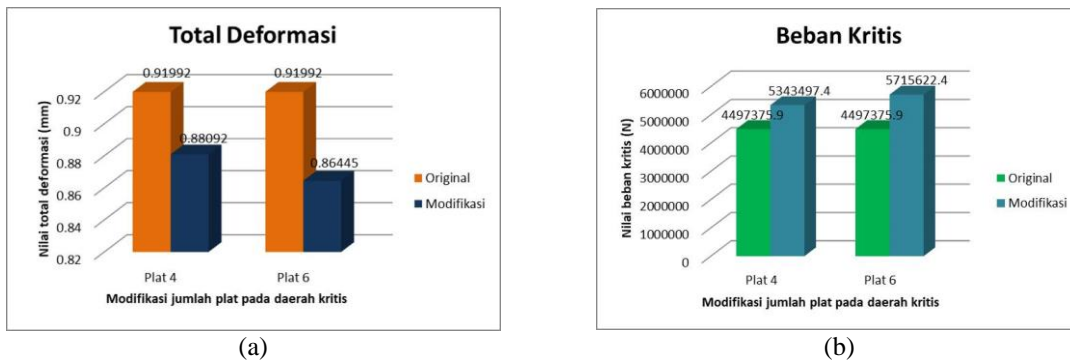 Total Deformasi
0.91992
0.91992
0.92
0.9
0.88
0.86
0.84
0.82
0.88092
0.86445
Nilai total deformasi (mm)
Original
Modifikasi
Plat 4
Plat 6
Modifikasi jumlah plat pada daerah kritis
(a)
Beban Kritis
5343497.4
5715622.4
4497375.9
4497375.9
6000000
5000000
4000000
3000000
2000000
1000000
0
Nilai beban kritis (N)
Original
Modifikasi
Plat 4
Plat 6
Modifikasi jumlah plat pada daerah kritis
(b)